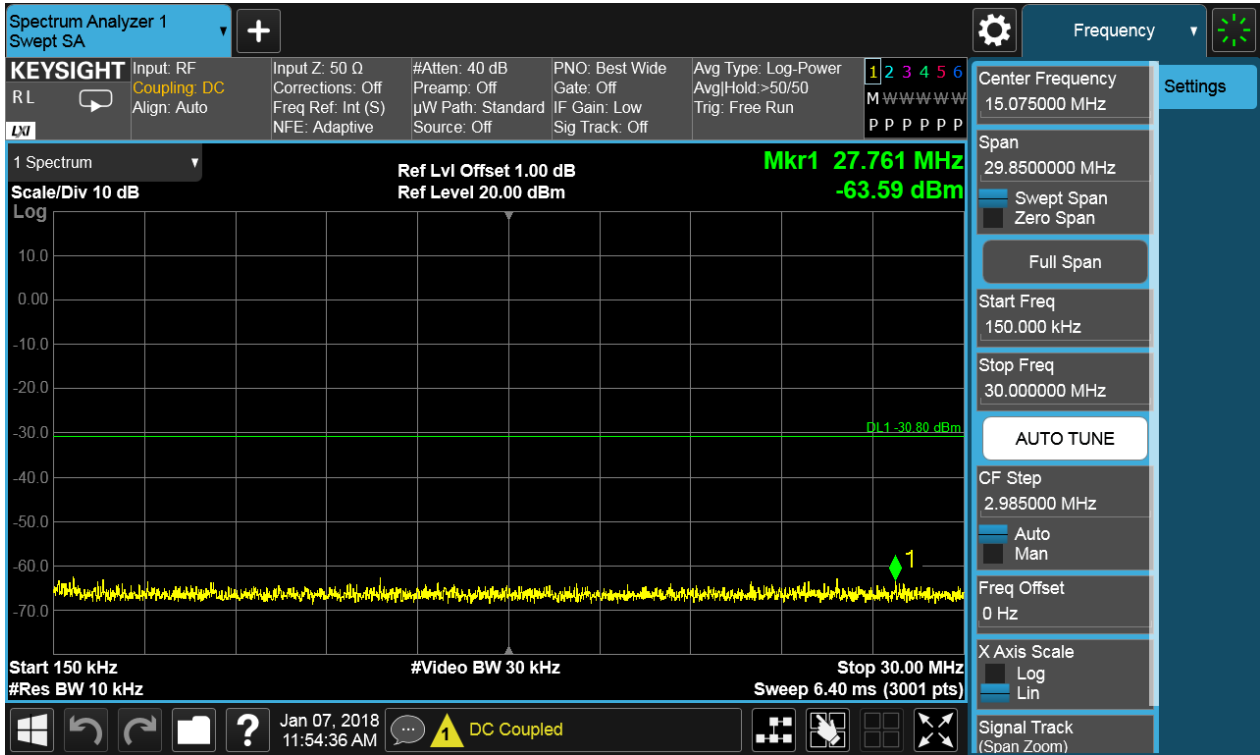 Spectrum Analyzer 1
Swept SA
+
Frequency
KEYSIGHT
RL
LXI
Input: RF
Coupling: DC
Align: Auto
Input Z: 50 Ω
Corrections: Off
Freq Ref: Int (S)
NFE: Adaptive
#Atten: 40 dB
Preamp: Off
µW Path: Standard
Source: Off
PNO: Best Wide
Gate: Off
IF Gain: Low
Sig Track: Off
Avg Type: Log-Power
Avg|Hold:>50/50
Trig: Free Run
1 2 3 4 5 6
M W W W W W
P P P P P P
1 Spectrum
Scale/Div 10 dB
Log
Ref Lvl Offset 1.00 dB
Ref Level 20.00 dBm
Mkr1 27.761 MHz
-63.59 dBm
10.0
0.00
-10.0
-20.0
-30.0
DL1 -30.80 dBm
-40.0
-50.0
-60.0
1
-70.0
Start 150 kHz
#Video BW 30 kHz
Stop 30.00 MHz
#Res BW 10 kHz
Sweep 6.40 ms (3001 pts)
?
Jan 07, 2018
11:54:36 AM
1
DC Coupled
Center Frequency
15.075000 MHz
Span
29.8500000 MHz
Swept Span
Zero Span
Full Span
Start Freq
150.000 kHz
Stop Freq
30.000000 MHz
AUTO TUNE
CF Step
2.985000 MHz
Auto
Man
Freq Offset
0 Hz
X Axis Scale
Log
Lin
Signal Track
(Span Zoom)
Settings